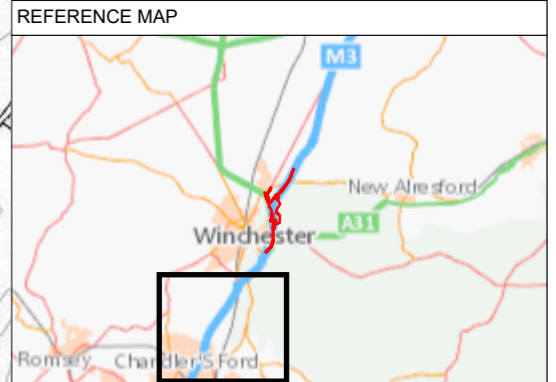 REFERENCE MAP
M3
New Alresford
A31
Winchester
Romsey
Chandler'S Ford